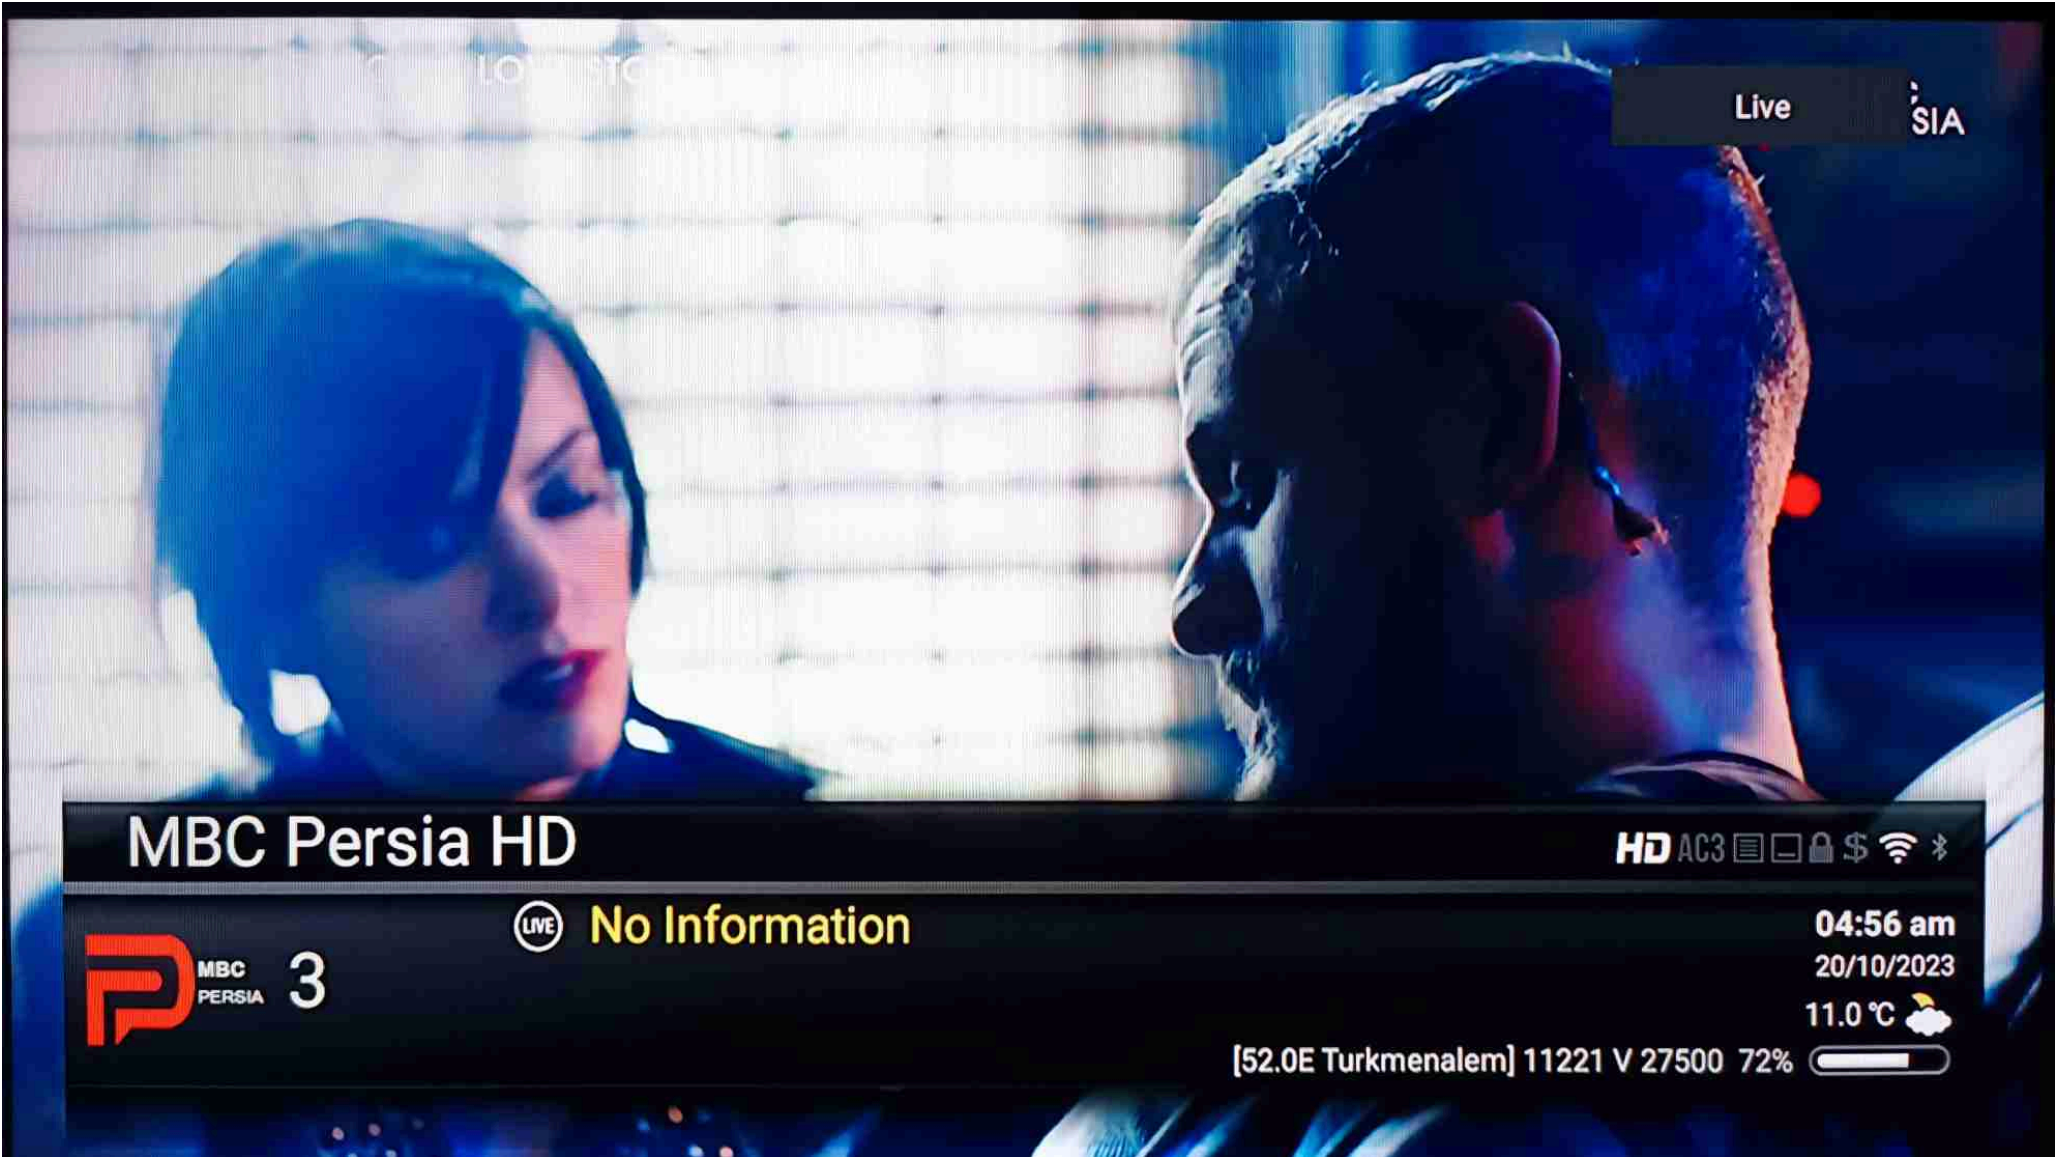 Live
SIA
MBC Persia HD
HD AC3 $
LIVE No Information
04:56 am
MBC
PERSIA
3
20/10/2023
11.0 °C
[52.0E Turkmenalem] 11221 V 27500 72%